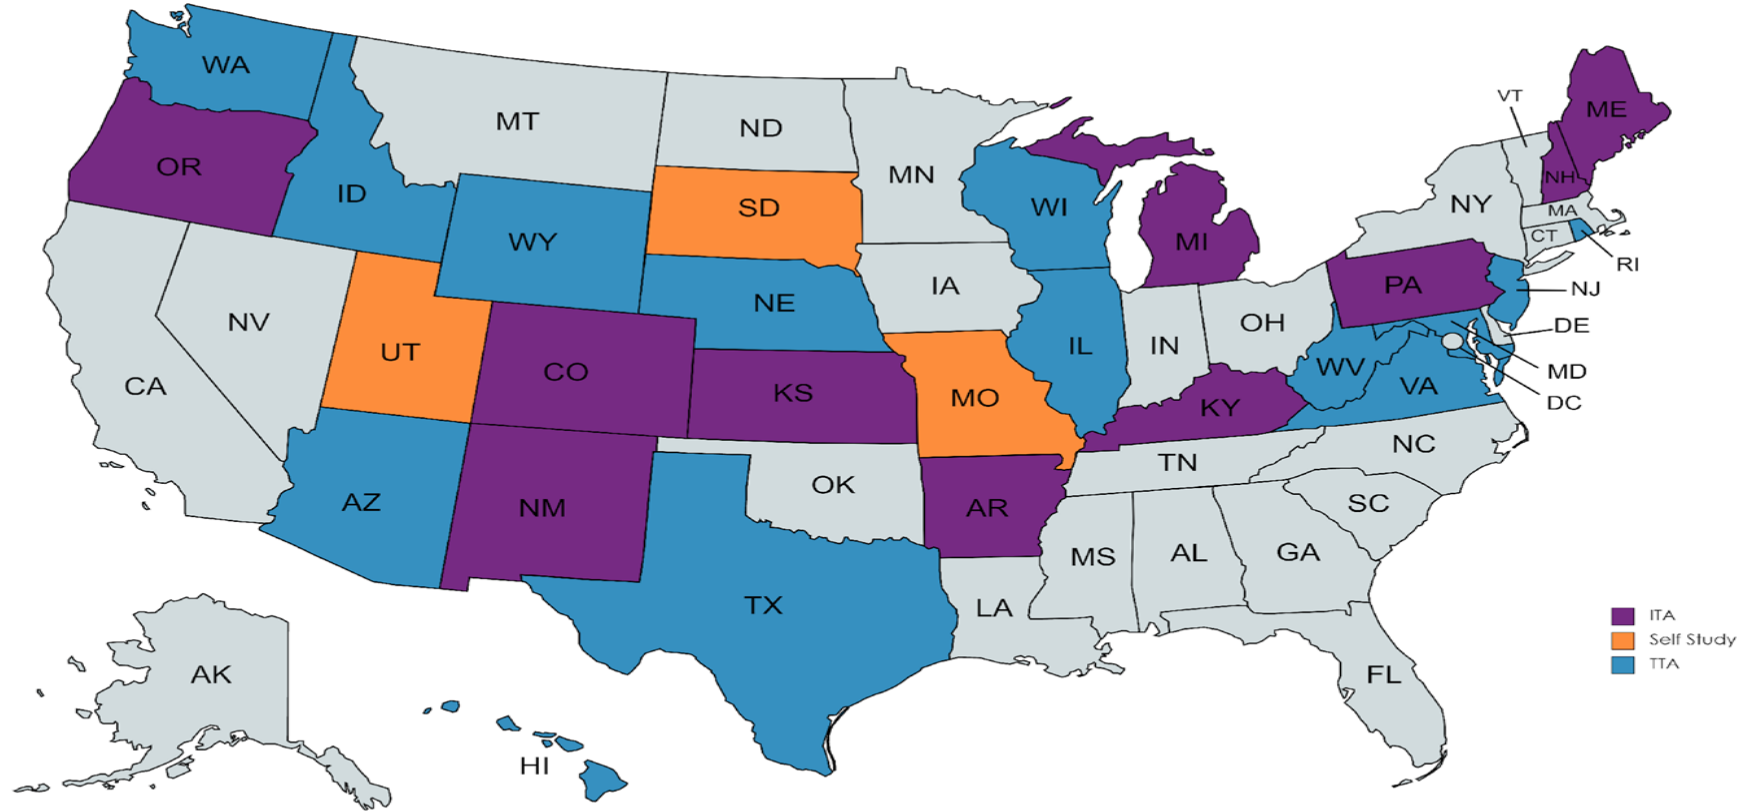 WA
MT
ND
MN
OR
ID
WY
SD
WI
MI
VT
ME
NH
NY
MA
CT
RI
NV
UT
CO
NE
IA
IL
IN
OH
PA
NJ
DE
MD
DC
WV
VA
CA
KS
MO
KY
AZ
NM
OK
AR
TN
NC
SC
TX
LA
MS
AL
GA
FL
AK
HI
ITA
Self Study
TTA